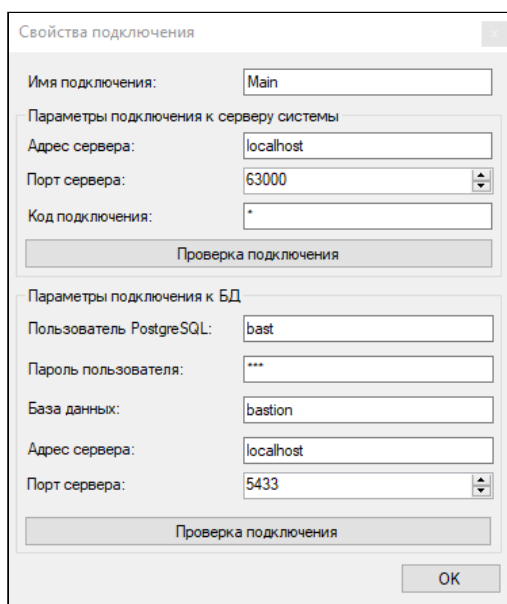 Свойства подключения
Имя подключения: Main
Параметры подключения к серверу системы
Адрес сервера: localhost
Порт сервера: 63000
Код подключения: *
Проверка подключения
Параметры подключения к БД
Пользователь PostgreSQL: bast
Пароль пользователя: ***
База данных: bastion
Адрес сервера: localhost
Порт сервера: 5433
Проверка подключения
OK